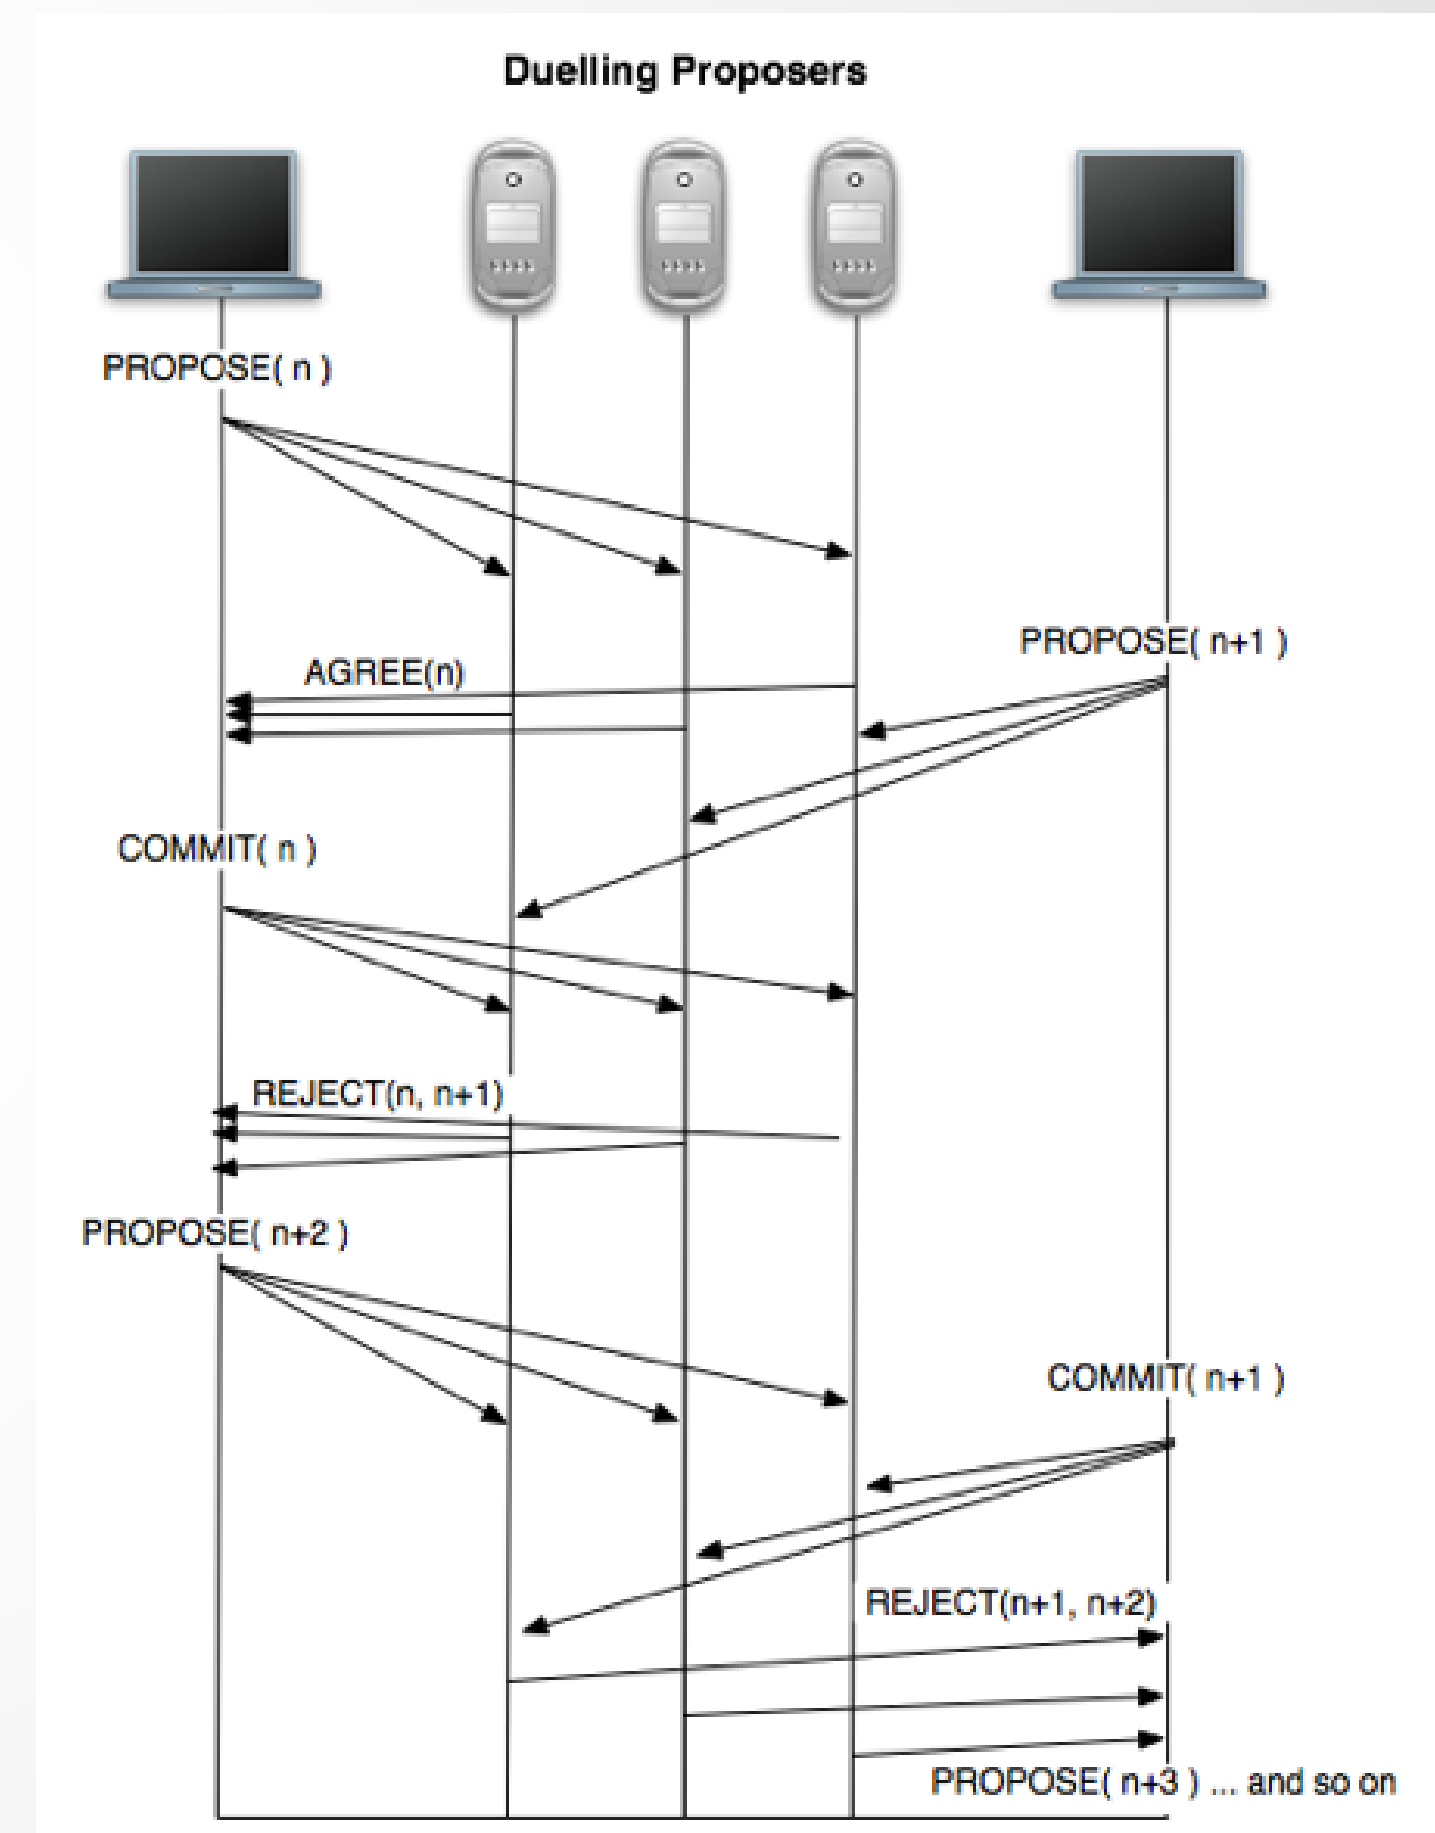 Duelling Proposers
PROPOSE( n )
PROPOSE( n+1 )
AGREE(n)
COMMIT( n )
REJECT(n, n+1)
PROPOSE( n+2 )
COMMIT( n+1 )
REJECT(n+1, n+2)
PROPOSE( n+3 ) ... and so on